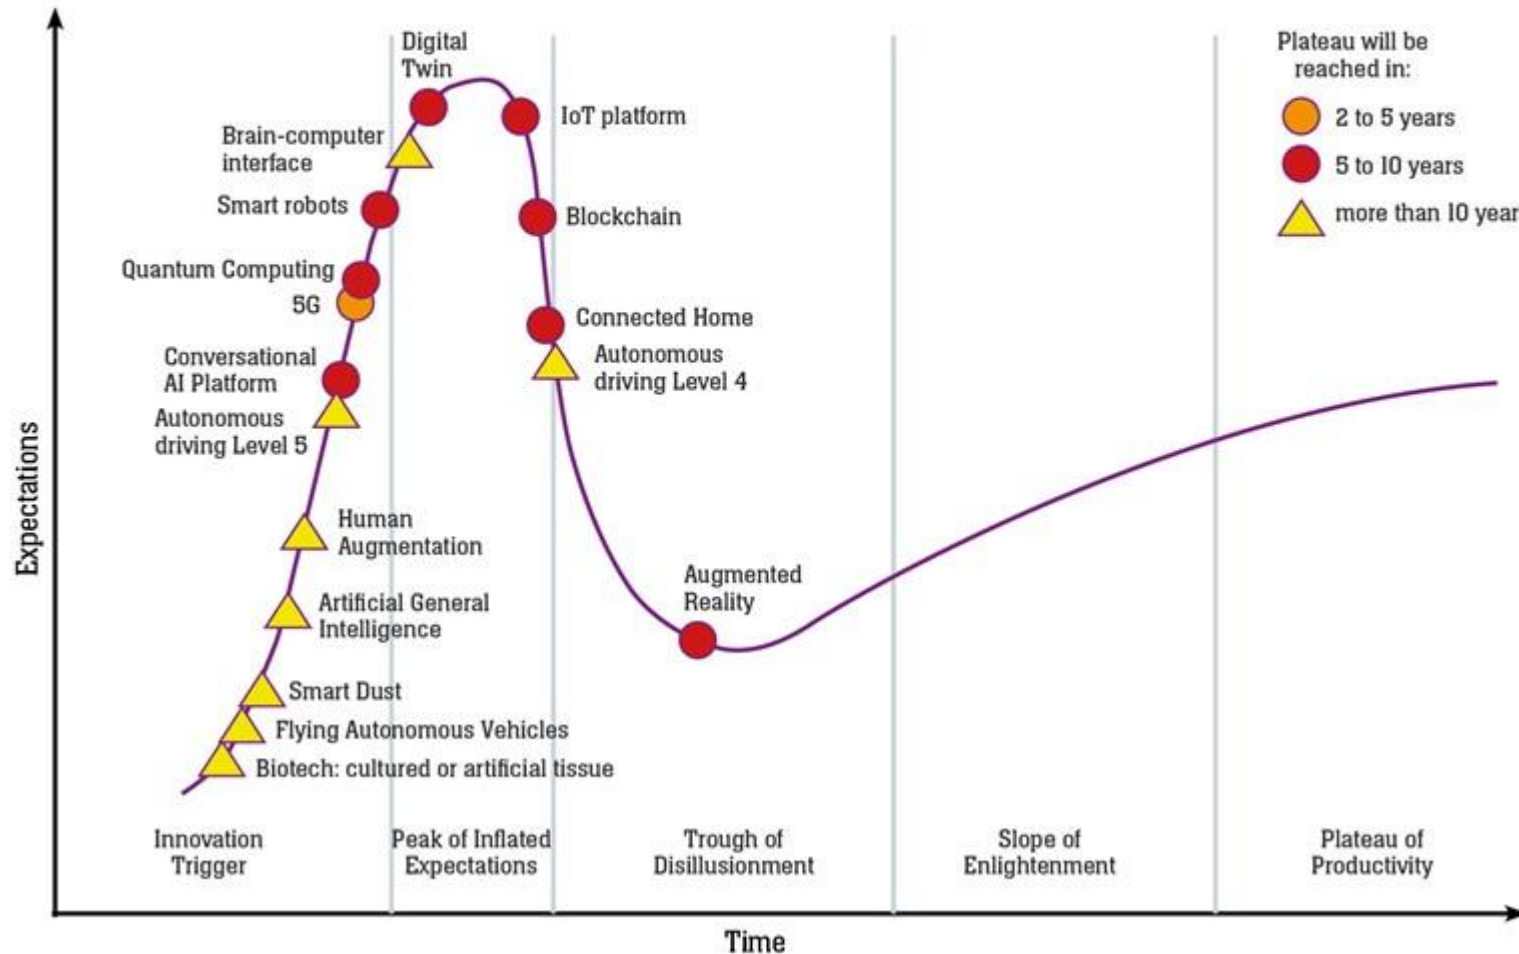 Digital
Twin
IoT platform
Brain-computer
interface
Smart robots
Blockchain
Quantum Computing
5G
Connected Home
Conversational
AI Platform
Autonomous
driving Level 4
Autonomous
driving Level 5
Human
Augmentation
Augmented
Reality
Artificial General
Intelligence
Smart Dust
Flying Autonomous Vehicles
Biotech: cultured or artificial tissue
Plateau will be
reached in:
2 to 5 years
5 to 10 years
more than 10 year
Expectations
Innovation
Trigger
Peak of Inflated
Expectations
Trough of
Disillusionment
Slope of
Enlightenment
Plateau of
Productivity
Time